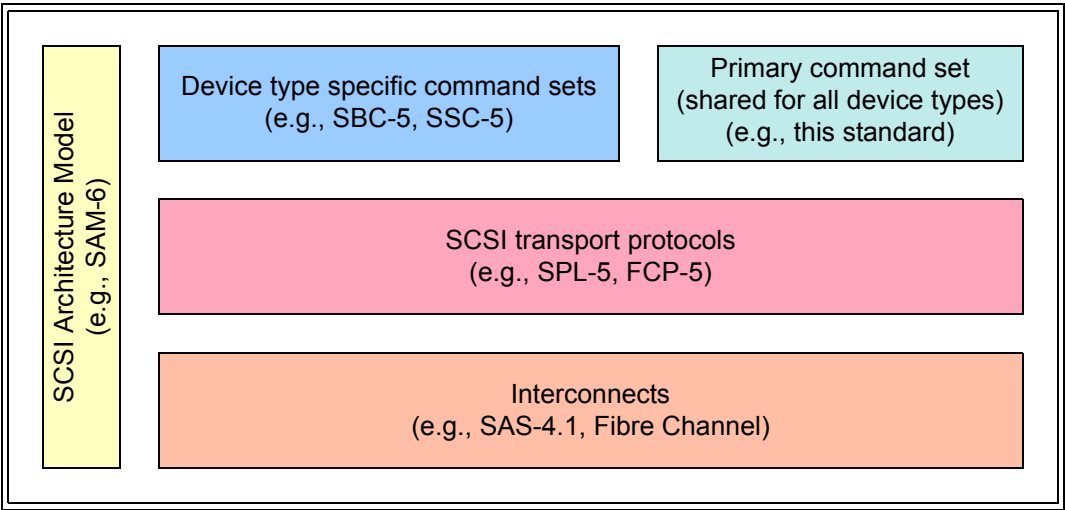 SCSI Architecture Model
(e.g., SAM-6)
Device type specific command sets
(e.g., SBC-5, SSC-5)
Primary command set
(shared for all device types)
(e.g., this standard)
SCSI transport protocols
(e.g., SPL-5, FCP-5)
Interconnects
(e.g., SAS-4.1, Fibre Channel)